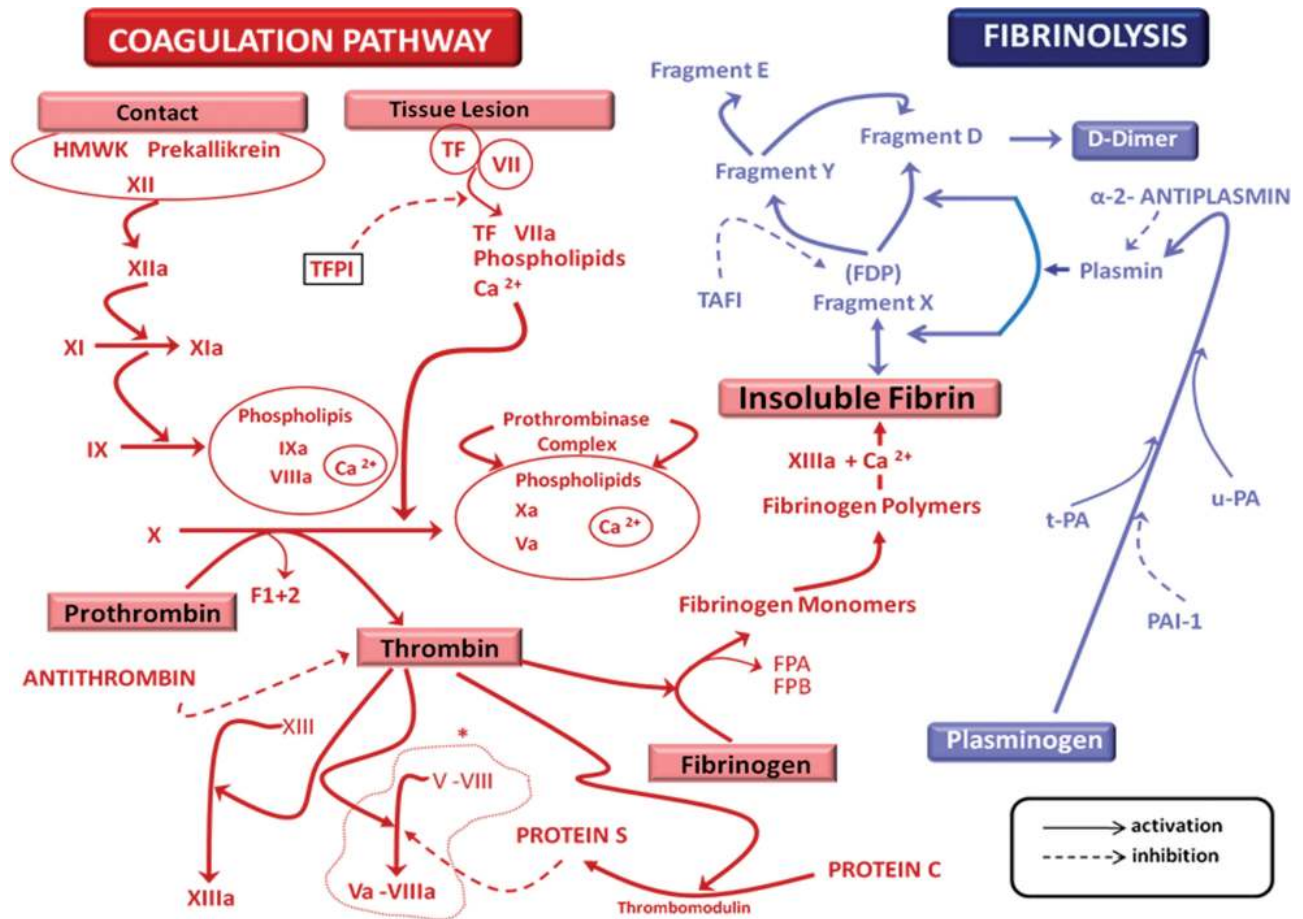 COAGULATION PATHWAY
FIBRINOLYSIS
Contact
HMWK Prekallikrein
XII
XIIa
XI
XIa
IX
Phospholipis
IXa
VIIIa
Ca 2+
Tissue Lesion
TF
VII
TFPI
TF VIIa
Phospholipids
Ca 2+
X
Prothrombinase
Complex
Phospholipids
Xa
Va
Ca 2+
Prothrombin
F1+2
Thrombin
ANTITHROMBIN
XIII
XIIIa
*
V -VIII
Va -VIIIa
PROTEIN S
PROTEIN C
Thrombomodulin
Fibrinogen
FPA
FPB
Fibrinogen Monomers
Fibrinogen Polymers
XIIIa + Ca 2+
Insoluble Fibrin
Fragment E
Fragment D
D-Dimer
Fragment Y
(FDP)
Fragment X
TAFI
α-2- ANTIPLASMIN
Plasmin
t-PA
u-PA
PAI-1
Plasminogen
activation
inhibition